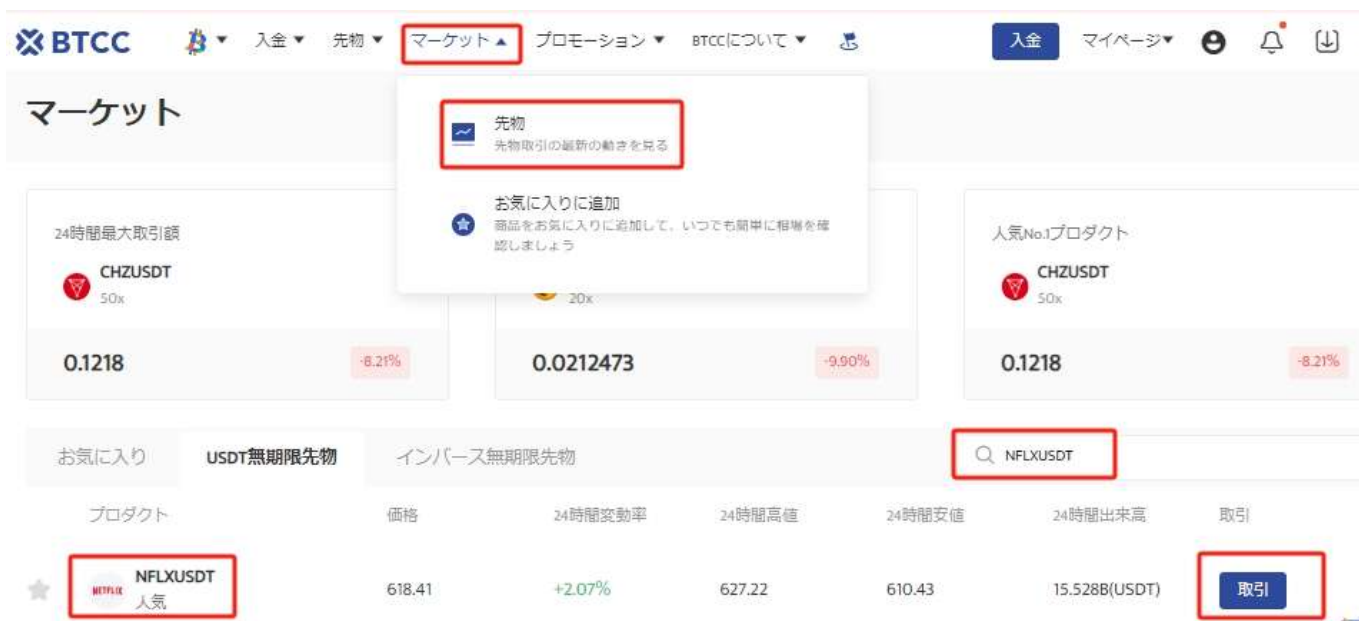 BTCC
入金 ▼
先物 ▼
マーケット ▲
プロモーション ▼
BTCCについて ▼
入金
マイページ▼
マーケット
先物
先物取引の最新の動きを見る
お気に入りに追加
商品をお気に入りに追加して、いつでも簡単に相場を確
認しましょう
24時間最大取引額
CHZUSDT
50x
0.1218
-8.21%
20x
0.0212473
-9.90%
人気No.1プロダクト
CHZUSDT
50x
0.1218
-8.21%
お気に入り
USDT無期限先物
インバース無期限先物
NFLXUSDT
プロダクト
価格
24時間変動率
24時間高値
24時間安値
24時間出来高
取引
NETFLIX
NFLXUSDT
人気
618.41
+2.07%
627.22
610.43
15.528B(USDT)
取引